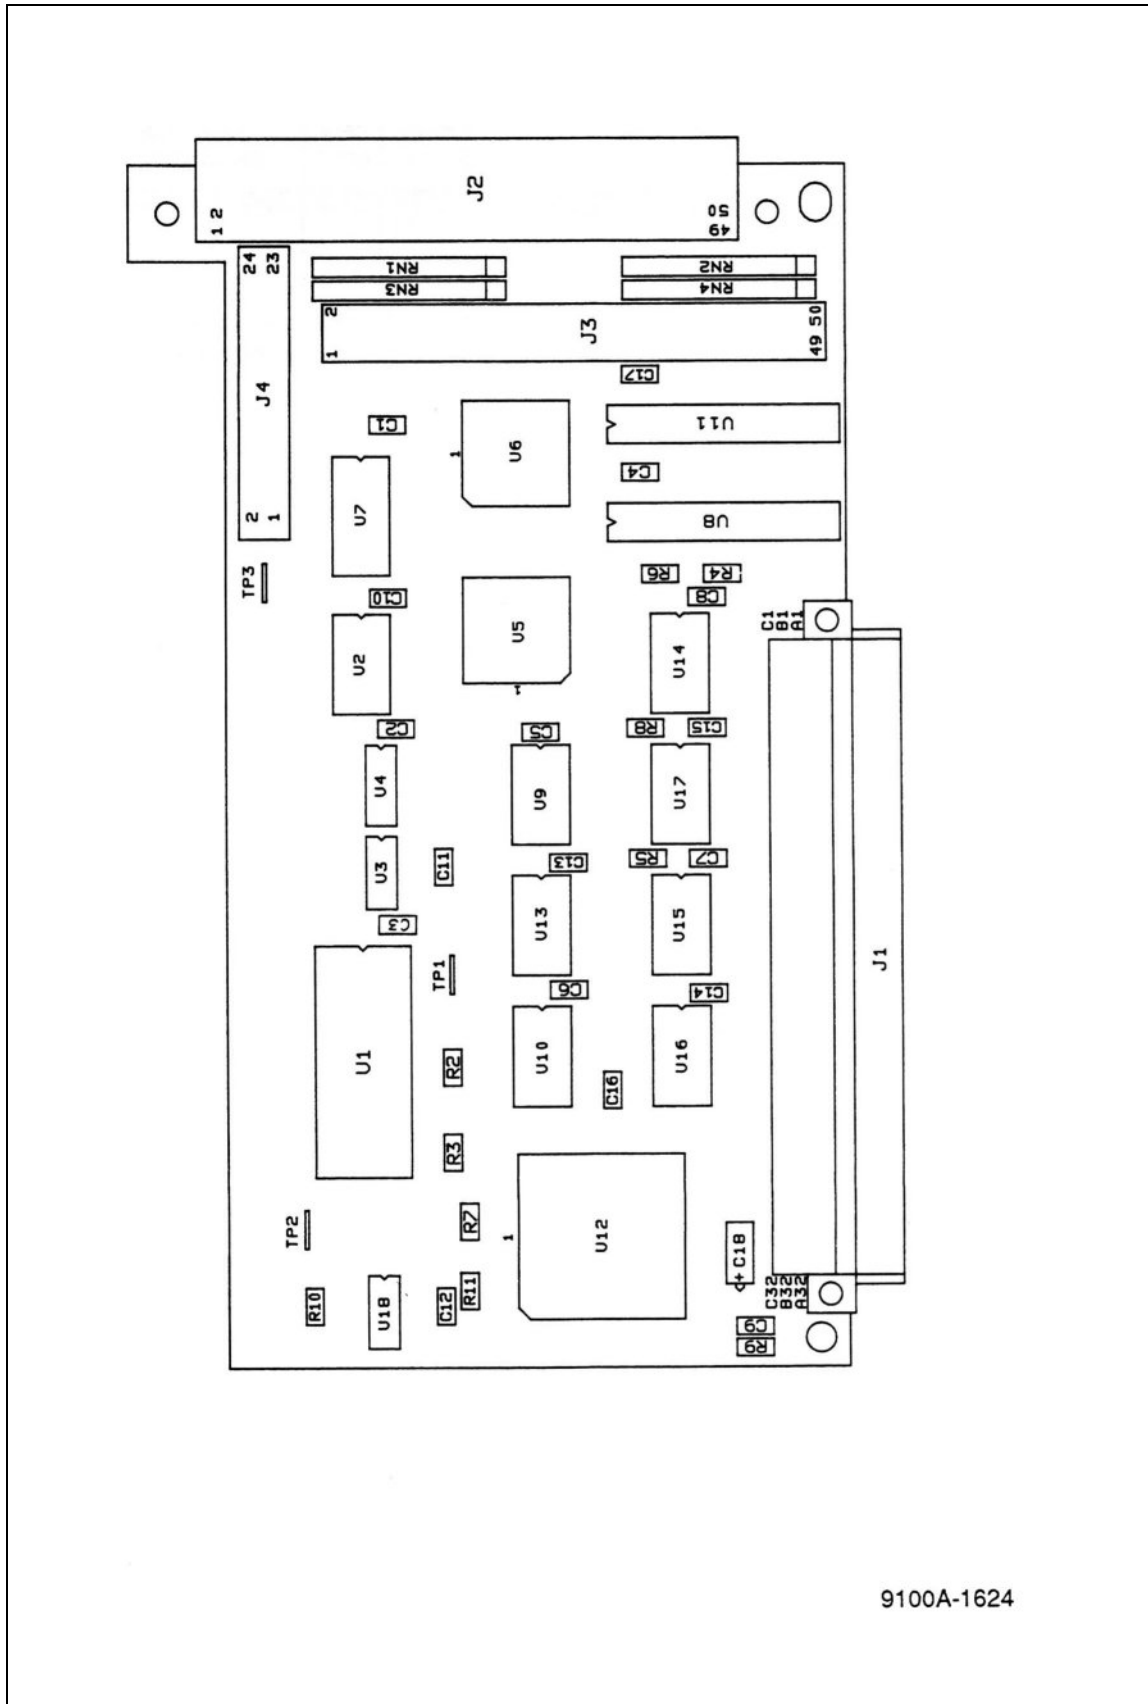 J2
1 2
50
49
24
23
RN1
RN2
RN3
RN4
2
1
J3
49 50
C17
J4
C1
U11
U6
1
C4
U7
U8
2
1
TP3
R6
R4
C10
C8
C1
B1
A1
U2
U5
1
U14
C2
C5
R8
C15
U4
U9
U17
U3
C11
C13
R5
C7
C3
U13
U15
J1
TP1
C6
C14
U1
R2
U10
C16
U16
R3
TP2
R7
1
U12
+ C18
R10
U18
C12
R11
C32
B32
A32
C9
R9
9100A-1624